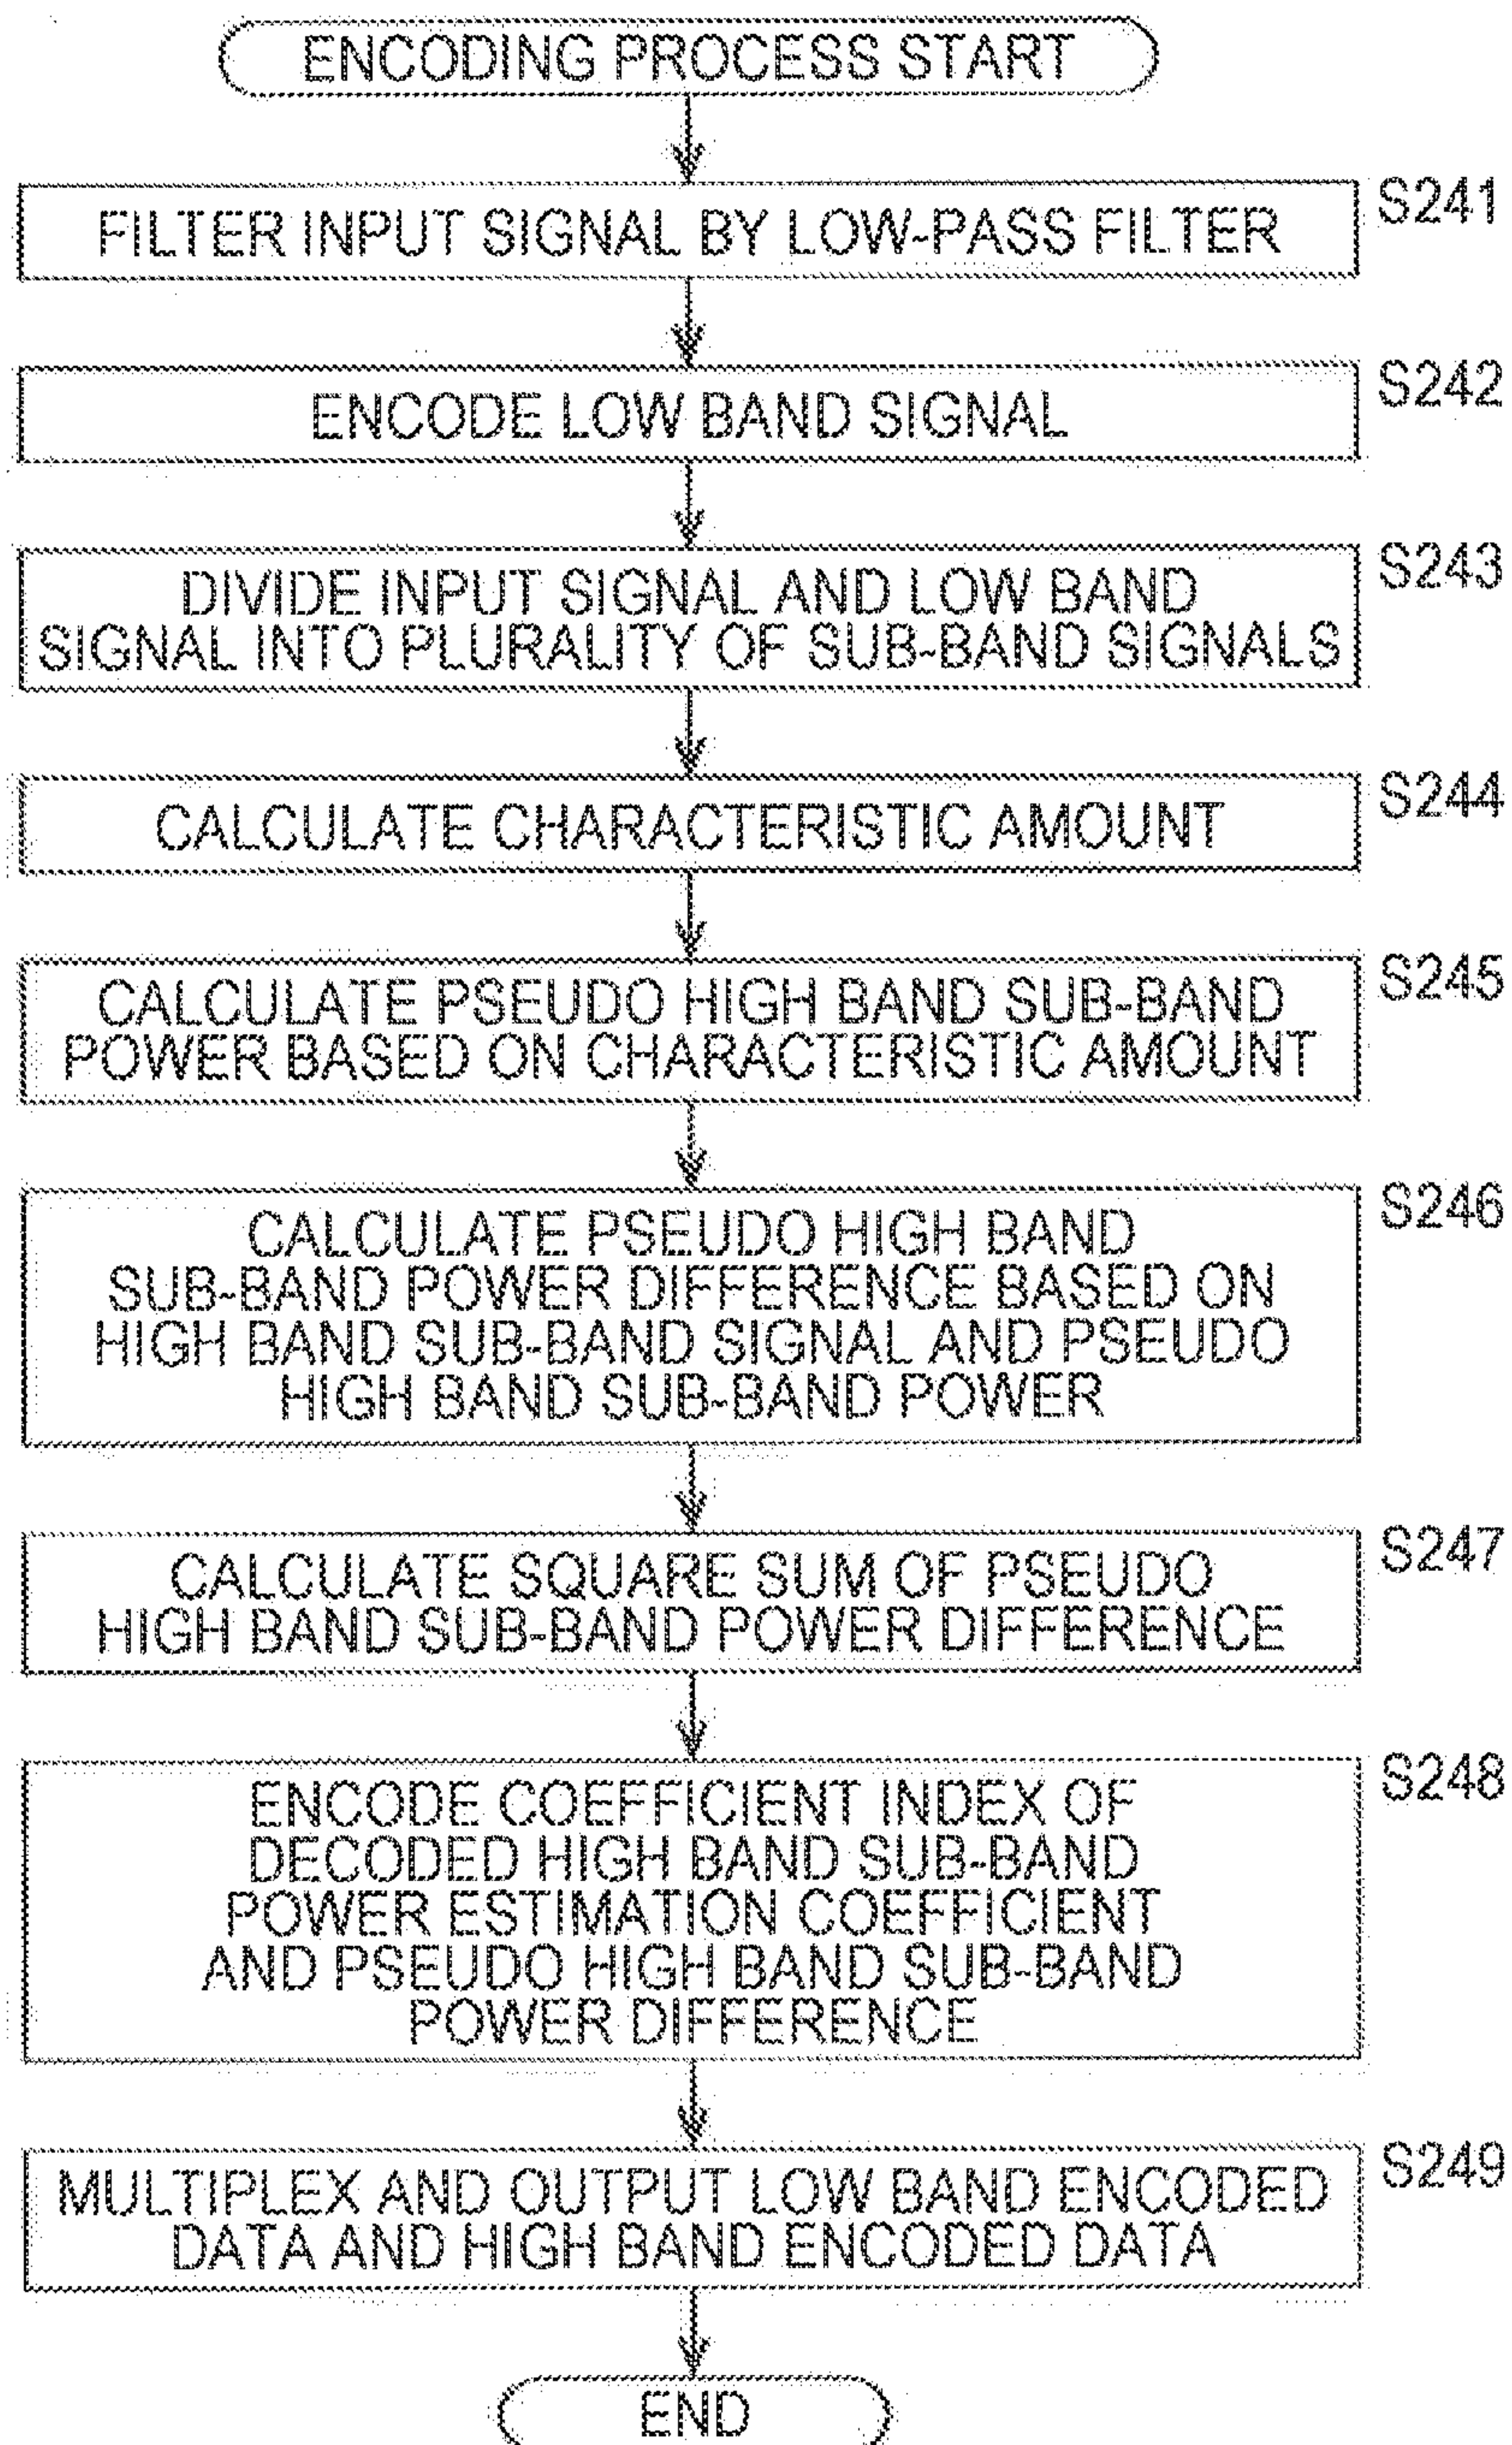 ENCODING PROCESS START
S241
FILTER INPUT SIGNAL BY LOW-PASS FILTER
S242
ENCODE LOW BAND SIGNAL
S243
DIVIDE INPUT SIGNAL AND LOW BAND
SIGNAL INTO PLURALITY OF SUB-BAND SIGNALS
S244
CALCULATE CHARACTERISTIC AMOUNT
S245
CALCULATE PSEUDO HIGH BAND SUB-BAND
POWER BASED ON CHARACTERISTIC AMOUNT
S246
CALCULATE PSEUDO HIGH BAND
SUB-BAND POWER DIFFERENCE BASED ON
HIGH BAND SUB-BAND SIGNAL AND PSEUDO
HIGH BAND SUB-BAND POWER
S247
CALCULATE SQUARE SUM OF PSEUDO
HIGH BAND SUB-BAND POWER DIFFERENCE
S248
ENCODE COEFFICIENT INDEX OF
DECODED HIGH BAND SUB-BAND
POWER ESTIMATION COEFFICIENT
AND PSEUDO HIGH BAND SUB-BAND
POWER DIFFERENCE
S249
MULTIPLEX AND OUTPUT LOW BAND ENCODED
DATA AND HIGH BAND ENCODED DATA
END